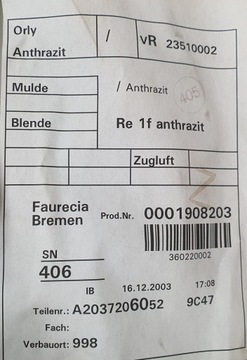 Orly / VR 23510002
Anthrazit
Mulde / Anthrazit 405
Blende Re 1f anthrazit
Zugluft
Faurecia
Bremen Prod.Nr. 0001908203
360220002
SN
406
IB 16.12.2003 17:08
Teilenr.: A2037206052 9C47
Fach:
Verbauort: 998